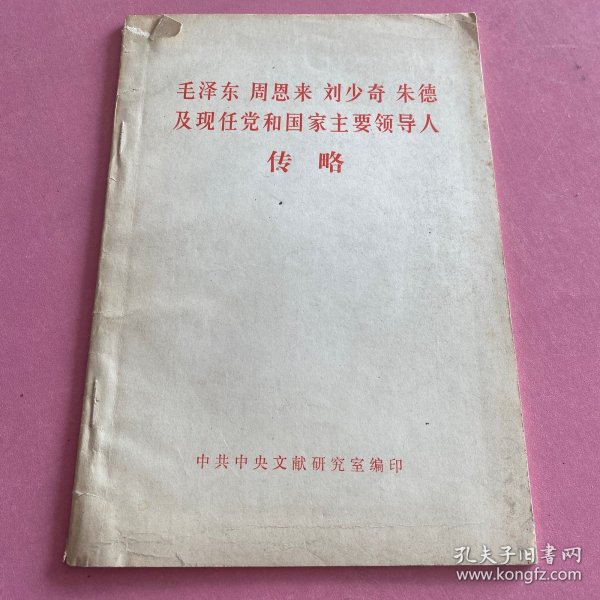 毛泽东 周恩来 刘少奇 朱德
及现任党和国家主要领导人
传略
中共中央文献研究室编印
孔夫子旧书网
www.kongfz.com